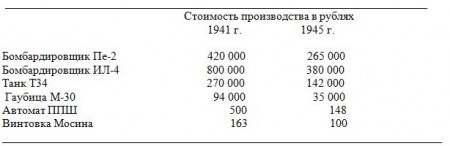 Стоимость производства в рублях
1941 г. 1945 г.
Бомбардировщик Пе-2 420 000 265 000
Бомбардировщик ИЛ-4 800 000 380 000
Танк Т34 270 000 142 000
Гаубица М-30 94 000 35 000
Автомат ППШ 500 148
Винтовка Мосина 163 100